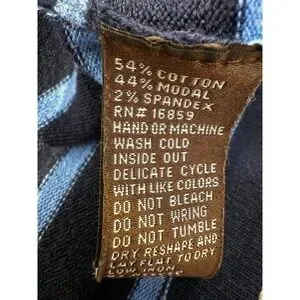 54% COTTON
44% MODAL
2% SPANDEX
RN# 16859
HAND OR MACHINE
WASH COLD
INSIDE OUT
DELICATE CYCLE
WITH LIKE COLORS
DO NOT BLEACH
DO NOT WRING
DO NOT TUMBLE
DRY RESHAPE AND
LAY FLAT TO DRY
LOW IRON